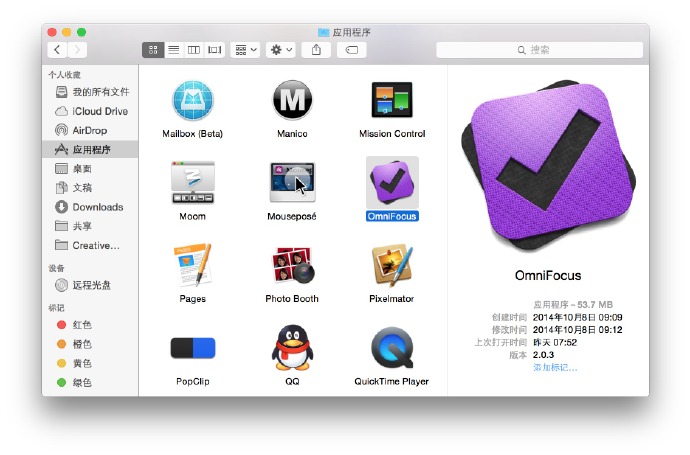 应用程序
搜索
个人收藏
我的所有文件
iCloud Drive
AirDrop
应用程序
桌面
文稿
Downloads
共享
Creative…
设备
远程光盘
标记
红色
橙色
黄色
绿色
Mailbox (Beta)
Manico
Mission Control
Moom
Mouseposé
OmniFocus
Pages
Photo Booth
Pixelmator
PopClip
QQ
QuickTime Player
OmniFocus
应用程序 – 53.7 MB
创建时间 2014年10月8日 09:09
修改时间 2014年10月8日 09:12
上次打开时间 昨天 07:52
版本 2.0.3
添加标记…